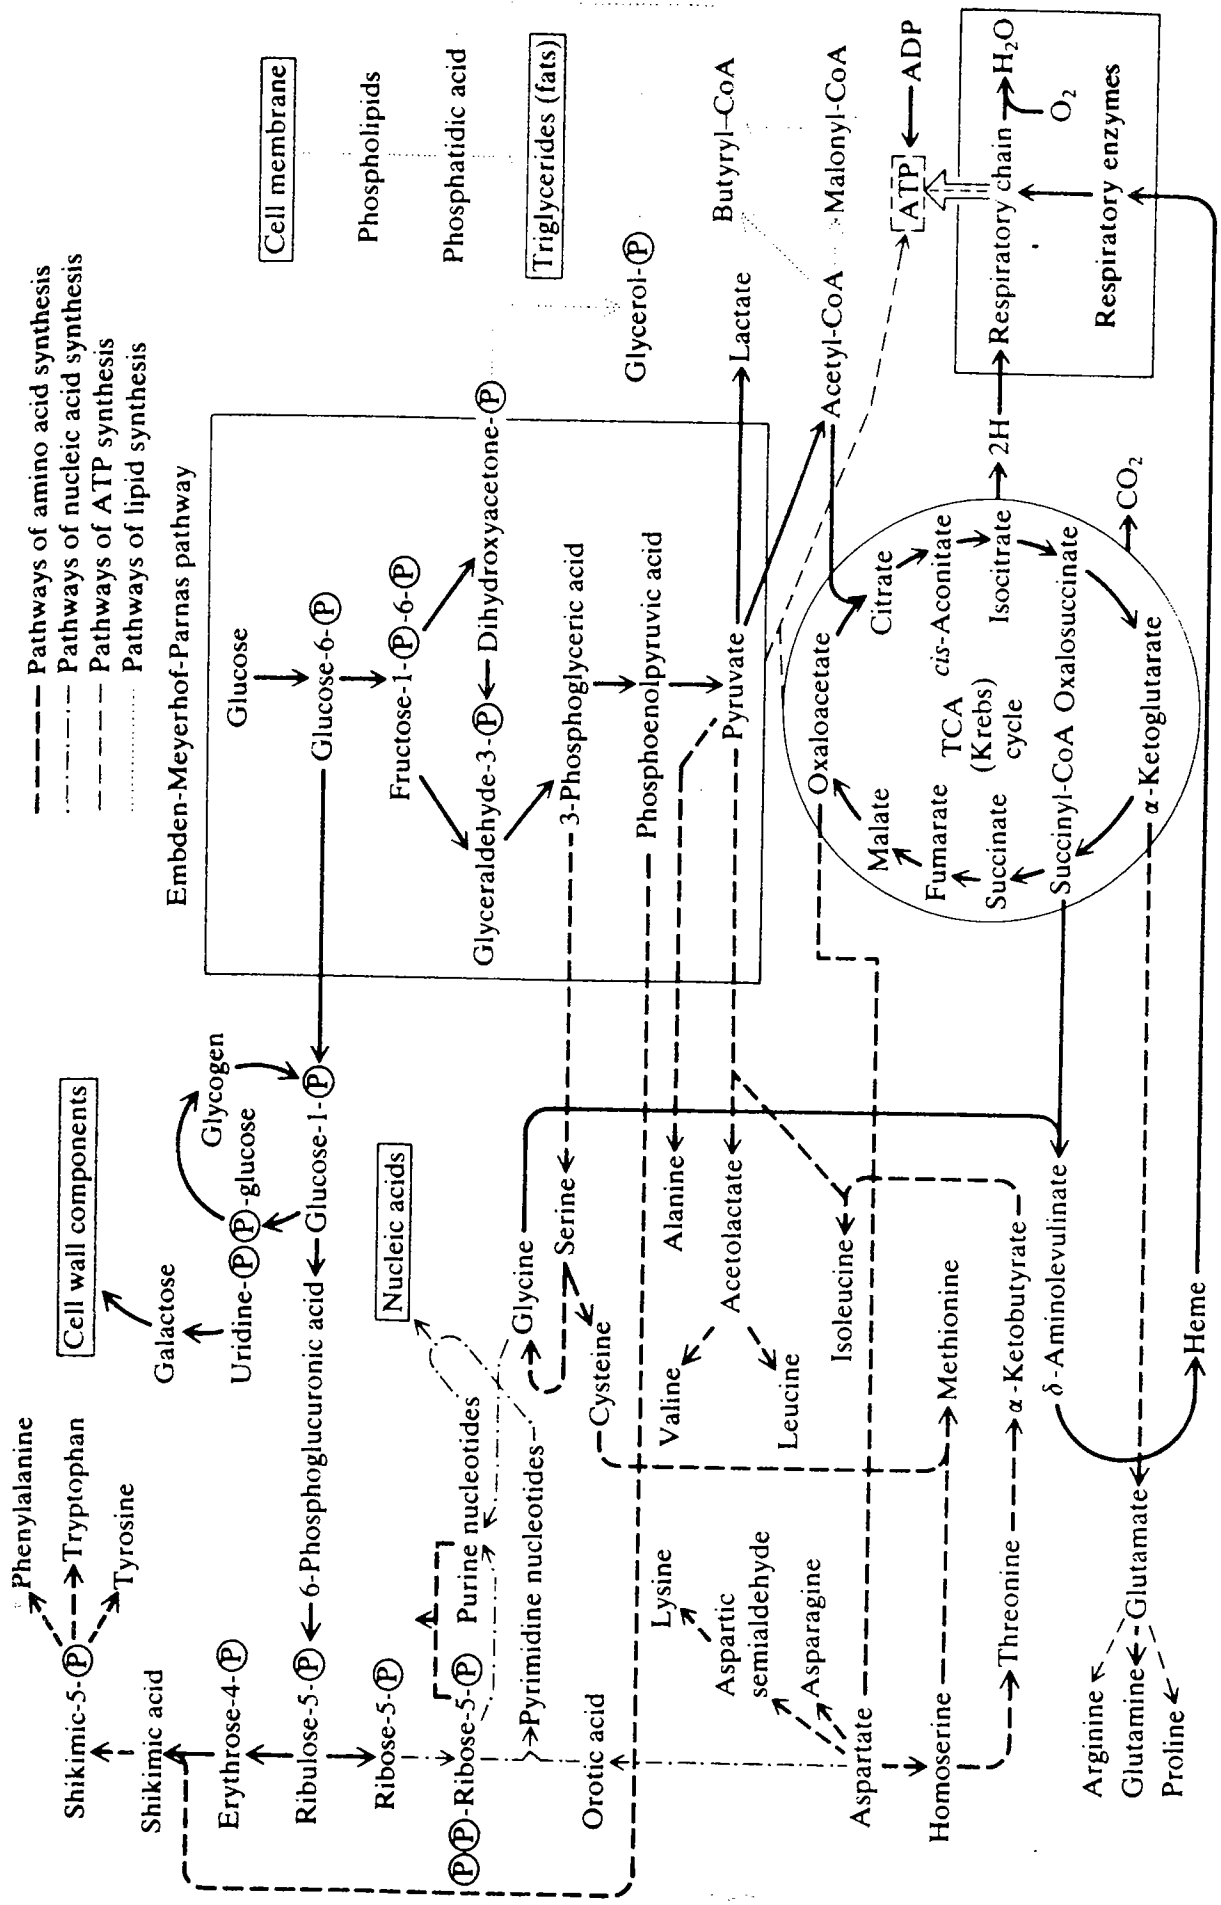 Pathways of amino acid synthesis
Pathways of nucleic acid synthesis
Pathways of ATP synthesis
Pathways of lipid synthesis
Embden-Meyerhof-Parnas pathway
Glucose
Glucose-6-P
Fructose-1-P-6-P
Glyceraldehyde-3-P
Dihydroxyacetone-P
3-Phosphoglyceric acid
Phosphoenolpyruvic acid
Pyruvate
Lactate
Cell membrane
Phospholipids
Phosphatidic acid
Triglycerides (fats)
Glycerol-P
Butyryl-CoA
Acetyl-CoA
Malonyl-CoA
ATP
ADP
2H
Respiratory chain
H2O
O2
Respiratory enzymes
Oxaloacetate
Citrate
cis-Aconitate
Isocitrate
Oxalosuccinate
α-Ketoglutarate
Succinyl-CoA
Succinate
Fumarate
Malate
TCA
(Krebs)
cycle
CO2
Cell wall components
Galactose
Uridine-P P-glucose
Glycogen
Glucose-1-P
6-Phosphoglucuronic acid
Ribulose-5-P
Erythrose-4-P
Shikimic acid
Shikimic-5-P
Phenylalanine
Tryptophan
Tyrosine
Ribose-5-P
P P-Ribose-5-P
Purine nucleotides
Pyrimidine nucleotides
Nucleic acids
Orotic acid
Glycine
Serine
Cysteine
Alanine
Acetolactate
Valine
Leucine
Isoleucine
Lysine
Aspartic
semialdehyde
Asparagine
Aspartate
Homoserine
Methionine
Threonine
α-Ketobutyrate
δ-Aminolevulinate
Heme
Glutamate
Arginine
Glutamine
Proline